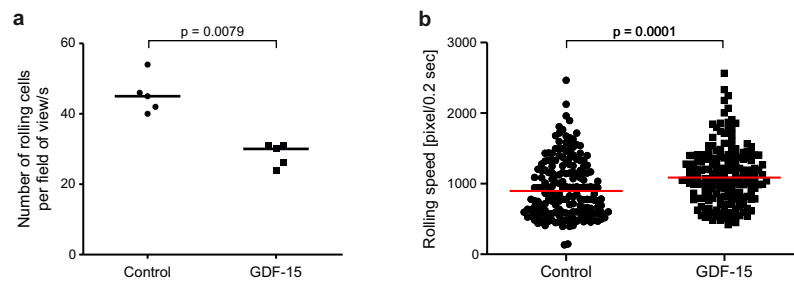 a
p = 0.0079
Number of rolling cells
per field of view/s
60
40
20
0
Control
GDF-15
b
p = 0.0001
Rolling speed [pixel/0.2 sec]
3000
2000
1000
0
Control
GDF-15